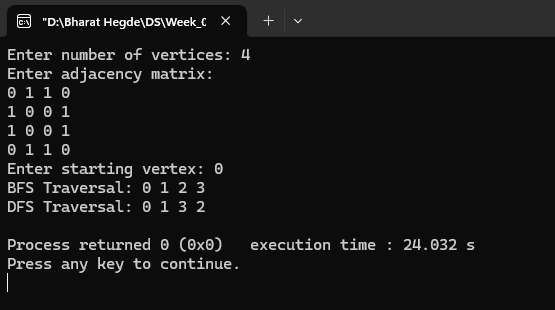 "D:\Bharat Hegde\DS\Week_0
Enter number of vertices: 4
Enter adjacency matrix:
0 1 1 0
1 0 0 1
1 0 0 1
0 1 1 0
Enter starting vertex: 0
BFS Traversal: 0 1 2 3
DFS Traversal: 0 1 3 2
Process returned 0 (0x0)   execution time : 24.032 s
Press any key to continue.